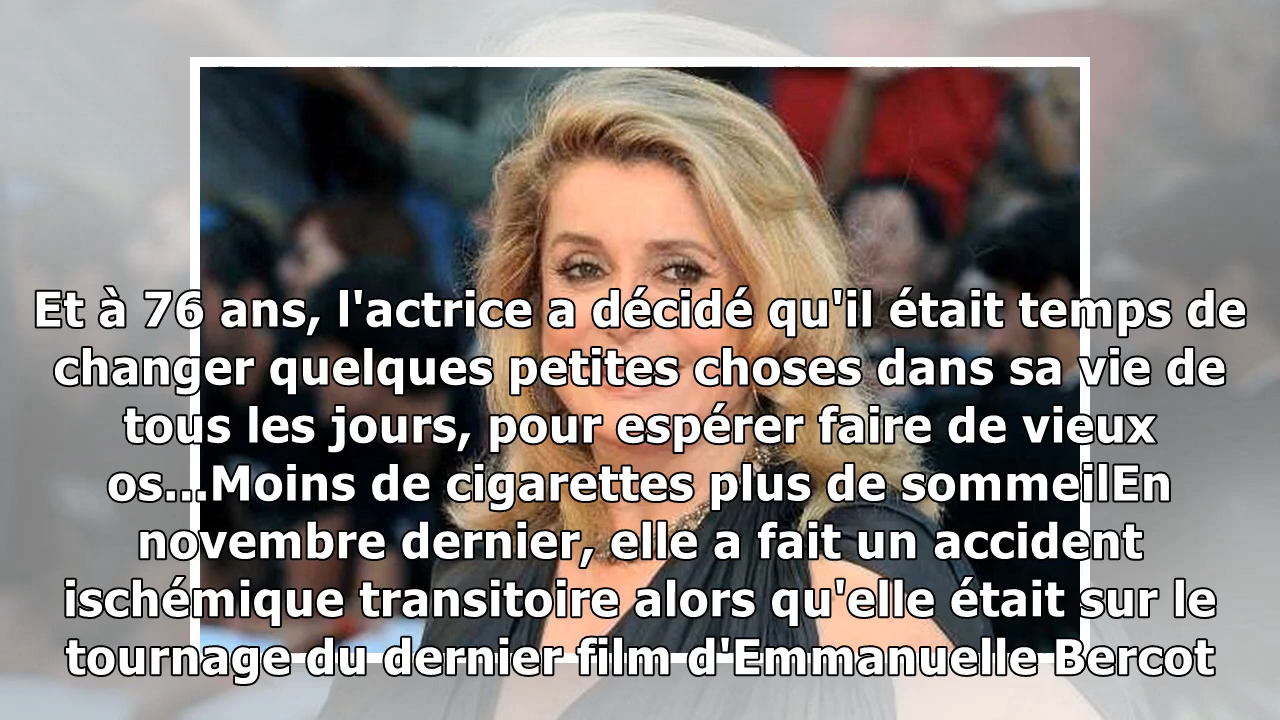 Et à 76 ans, l'actrice a décidé qu'il était temps de
changer quelques petites choses dans sa vie de
tous les jours, pour espérer faire de vieux
os...Moins de cigarettes plus de sommeilEn
novembre dernier, elle a fait un accident
ischémique transitoire alors qu'elle était sur le
tournage du dernier film d'Emmanuelle Bercot